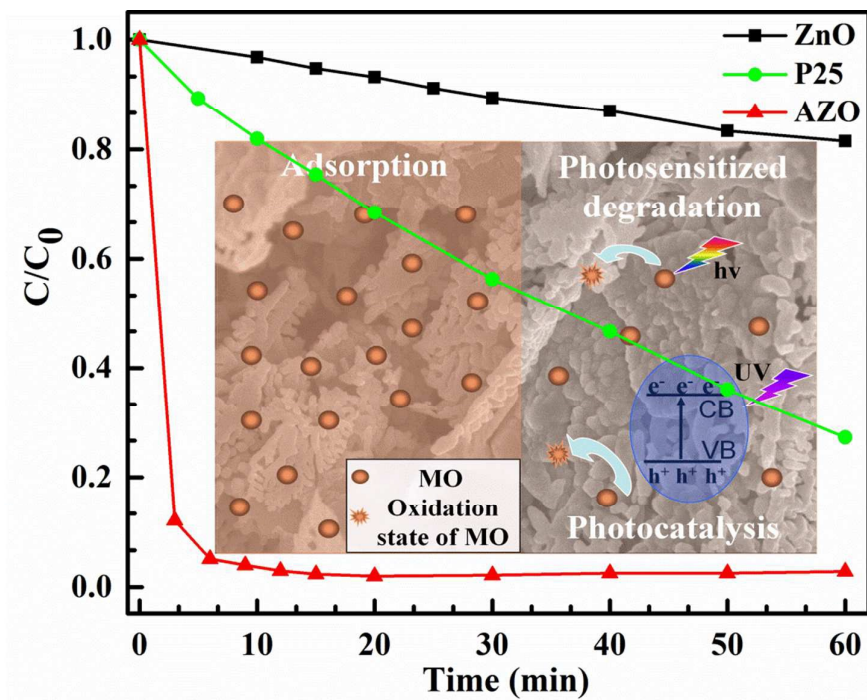 ZnO
P25
AZO
C/C₀
1.0
0.8
0.6
0.4
0.2
0.0
Adsorption
Photosensitized
degradation
hν
UV
e⁻ e⁻ e⁻
CB
VB
h⁺ h⁺ h⁺
Photocatalysis
MO
Oxidation
state of MO
0 10 20 30 40 50 60
Time (min)